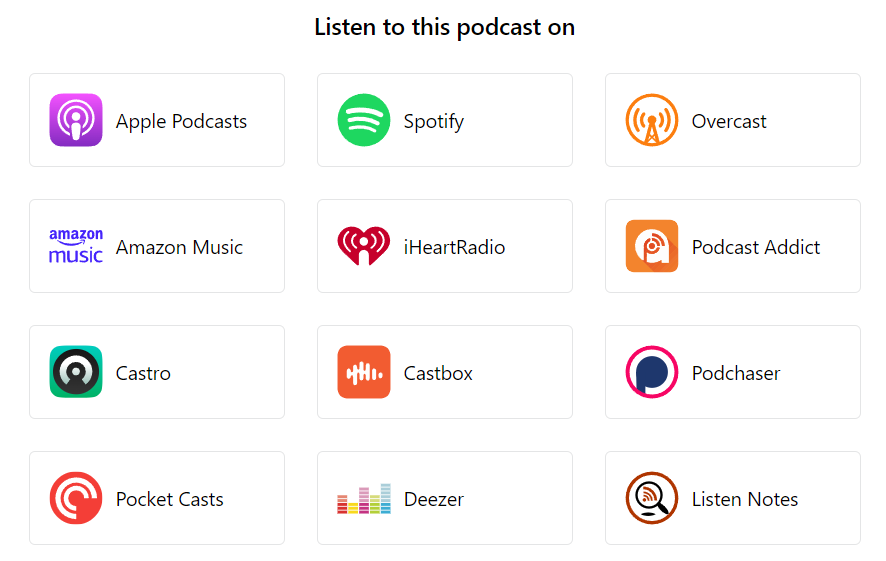 Listen to this podcast on
Apple Podcasts
Spotify
Overcast
amazon
music
Amazon Music
iHeartRadio
Podcast Addict
Castro
Castbox
Podchaser
Pocket Casts
Deezer
Listen Notes